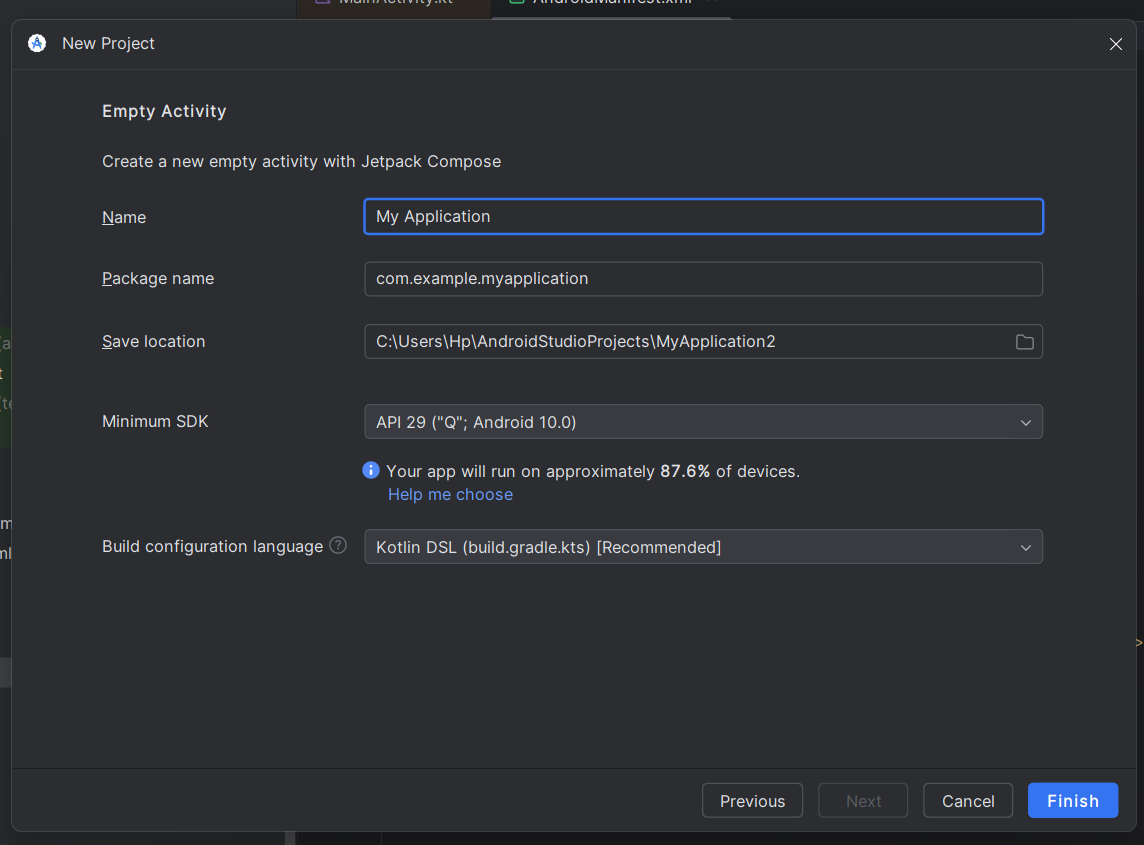 MainActivity.kt AndroidManifest.xml
New Project
Empty Activity
Create a new empty activity with Jetpack Compose
Name My Application
Package name com.example.myapplication
Save location C:\Users\Hp\AndroidStudioProjects\MyApplication2
Minimum SDK API 29 ("Q"; Android 10.0)
Your app will run on approximately 87.6% of devices.
Help me choose
Build configuration language ? Kotlin DSL (build.gradle.kts) [Recommended]
Previous Next Cancel Finish